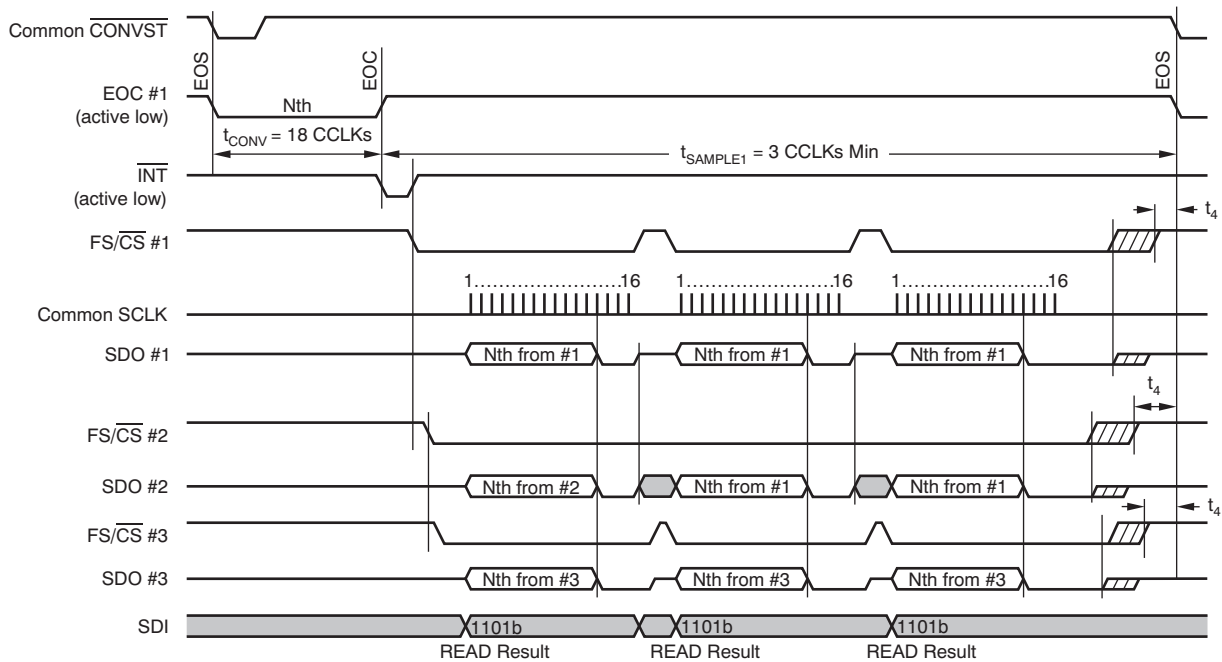 Common CONVST
EOS
EOC
EOS
EOC #1
(active low)
Nth
tCONV = 18 CCLKs
tSAMPLE1 = 3 CCLKs Min
INT
(active low)
t4
FS/CS #1
1.....................16
1.....................16
1.....................16
Common SCLK
SDO #1
Nth from #1
Nth from #1
Nth from #1
t4
FS/CS #2
SDO #2
Nth from #2
Nth from #1
Nth from #1
t4
FS/CS #3
SDO #3
Nth from #3
Nth from #3
Nth from #3
SDI
1101b
1101b
1101b
READ Result
READ Result
READ Result